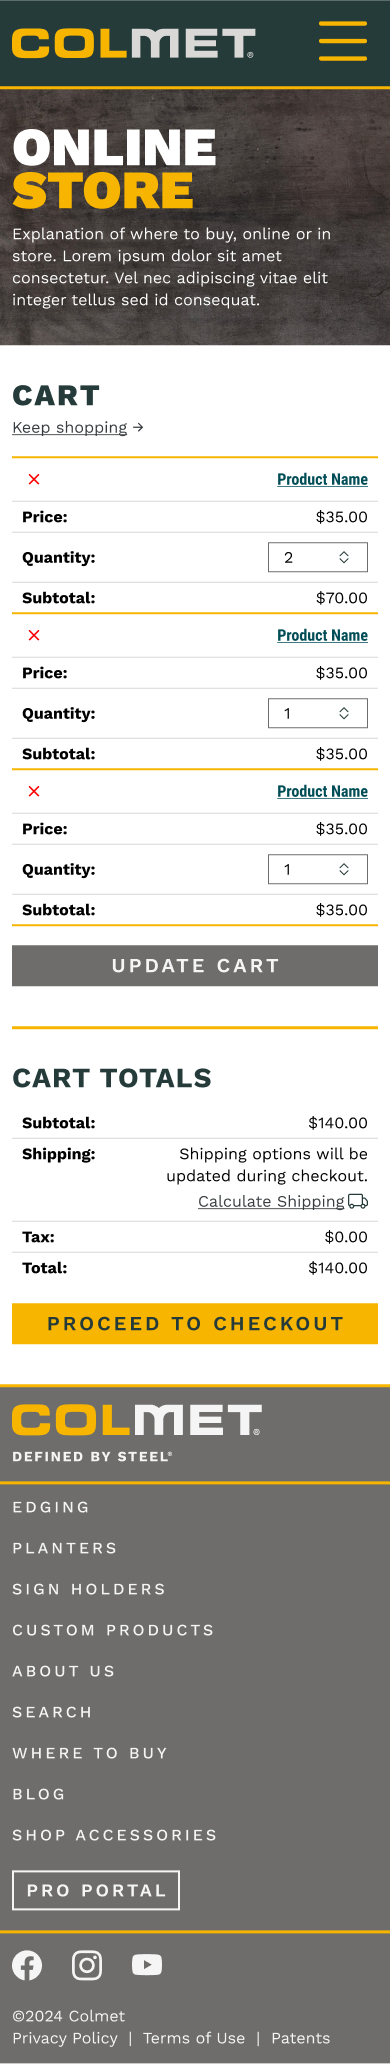 COLMET®
ONLINE
STORE
Explanation of where to buy, online or in
store. Lorem ipsum dolor sit amet
consectetur. Vel nec adipiscing vitae elit
integer tellus sed id consequat.
CART
Keep shopping →
× Product Name
Price: $35.00
Quantity: 2
Subtotal: $70.00
× Product Name
Price: $35.00
Quantity: 1
Subtotal: $35.00
× Product Name
Price: $35.00
Quantity: 1
Subtotal: $35.00
UPDATE CART
CART TOTALS
Subtotal: $140.00
Shipping: Shipping options will be
updated during checkout.
Calculate Shipping
Tax: $0.00
Total: $140.00
PROCEED TO CHECKOUT
COLMET®
DEFINED BY STEEL®
EDGING
PLANTERS
SIGN HOLDERS
CUSTOM PRODUCTS
ABOUT US
SEARCH
WHERE TO BUY
BLOG
SHOP ACCESSORIES
PRO PORTAL
©2024 Colmet
Privacy Policy | Terms of Use | Patents